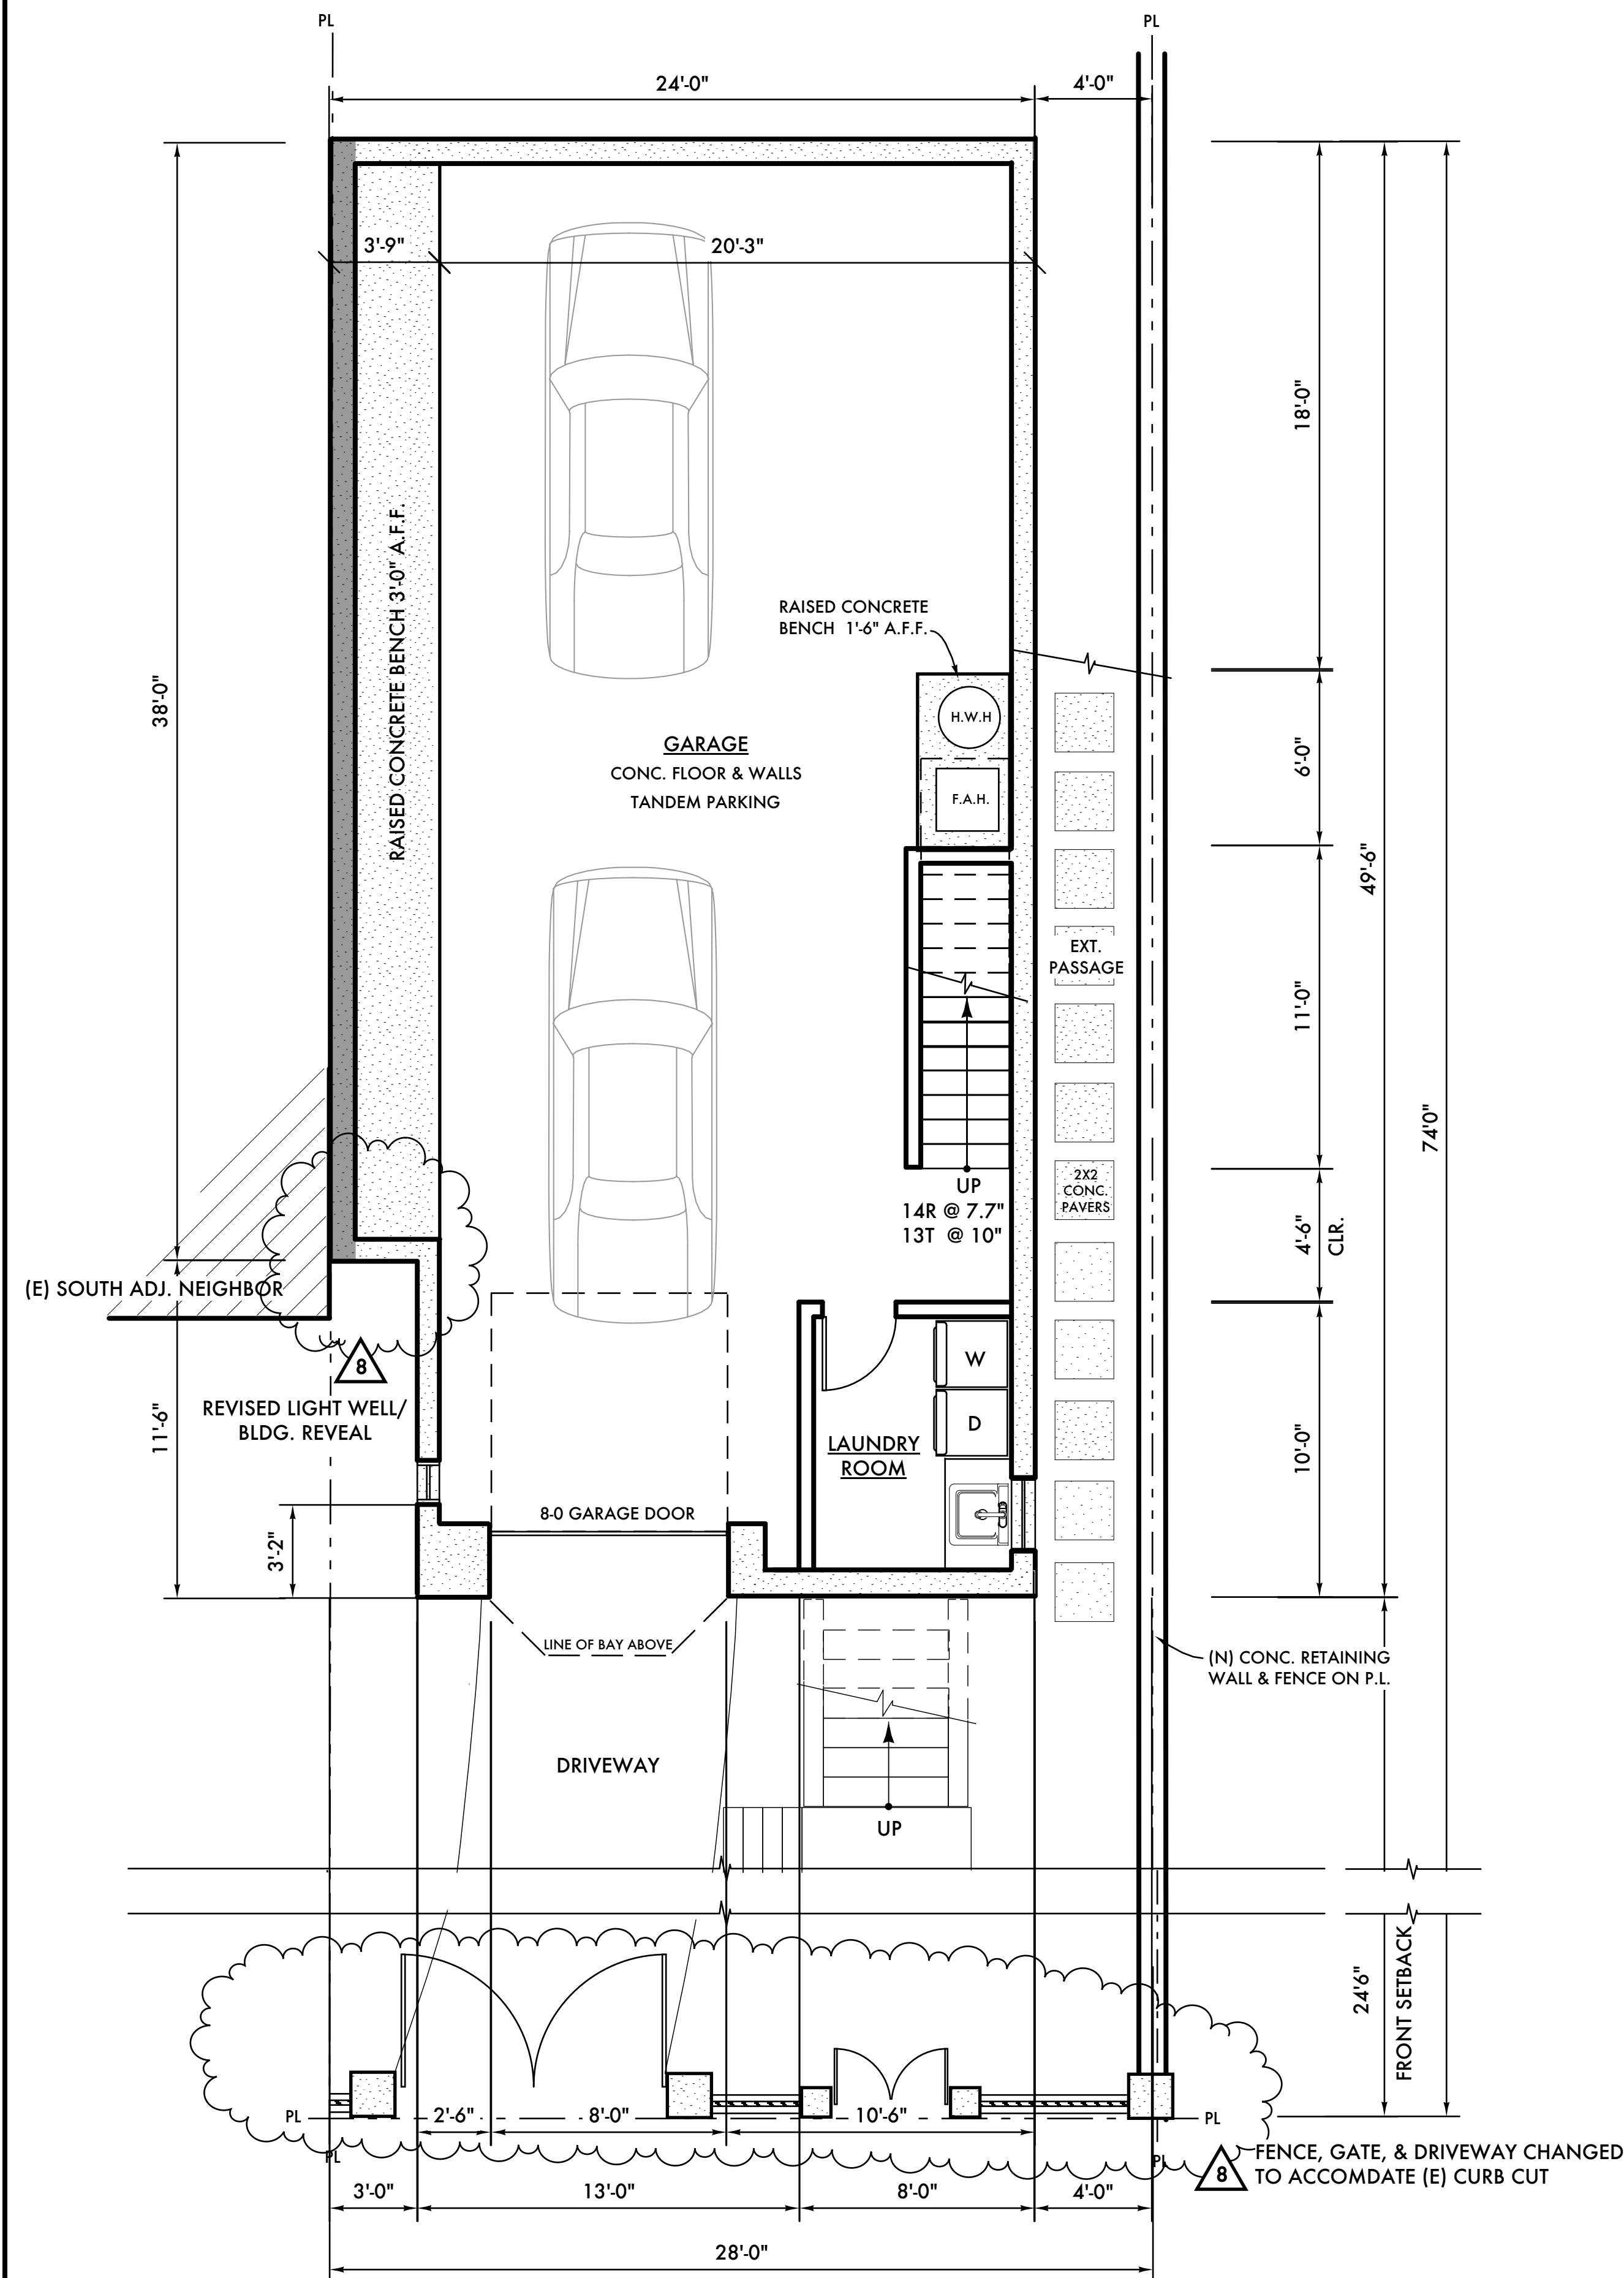 PL
PL
24'-0"
4'-0"
3'-9"
20'-3"
18'-0"
RAISED CONCRETE BENCH 3'-0" A.F.F.
RAISED CONCRETE
BENCH 1'-6" A.F.F.
38'-0"
H.W.H
GARAGE
CONC. FLOOR & WALLS
TANDEM PARKING
F.A.H.
6'-0"
49'-6"
EXT.
PASSAGE
11'-0"
74'0"
UP
14R @ 7.7"
13T @ 10"
2X2
CONC.
PAVERS
4'-6"
CLR.
(E) SOUTH ADJ. NEIGHBOR
8
REVISED LIGHT WELL/
BLDG. REVEAL
11'-6"
W
D
LAUNDRY
ROOM
10'-0"
8-0 GARAGE DOOR
3'-2"
LINE OF BAY ABOVE
(N) CONC. RETAINING
WALL & FENCE ON P.L.
DRIVEWAY
UP
24'6"
FRONT SETBACK
PL
2'-6"
8'-0"
10'-6"
PL
PL
PL
8
FENCE, GATE, & DRIVEWAY CHANGED
TO ACCOMDATE (E) CURB CUT
3'-0"
13'-0"
8'-0"
4'-0"
28'-0"